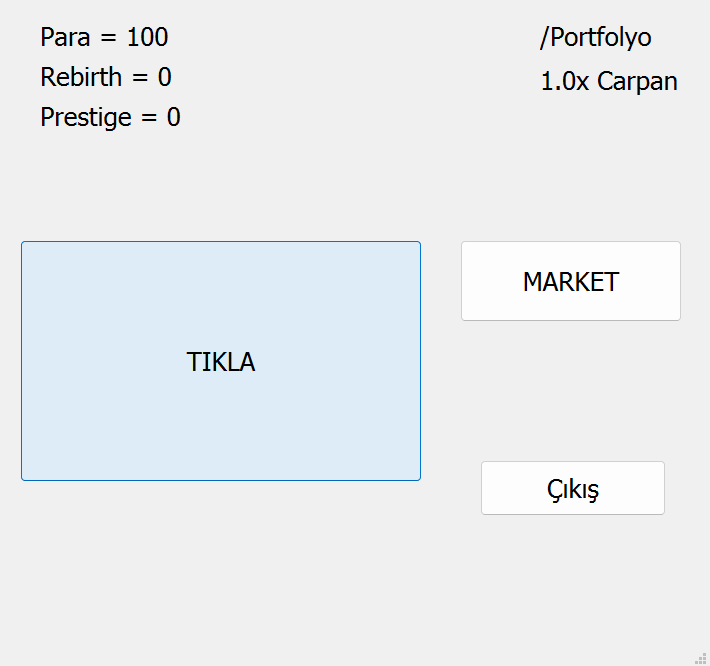 Para = 100
Rebirth = 0
Prestige = 0
/Portfolyo
1.0x Carpan
TIKLA
MARKET
Çıkış